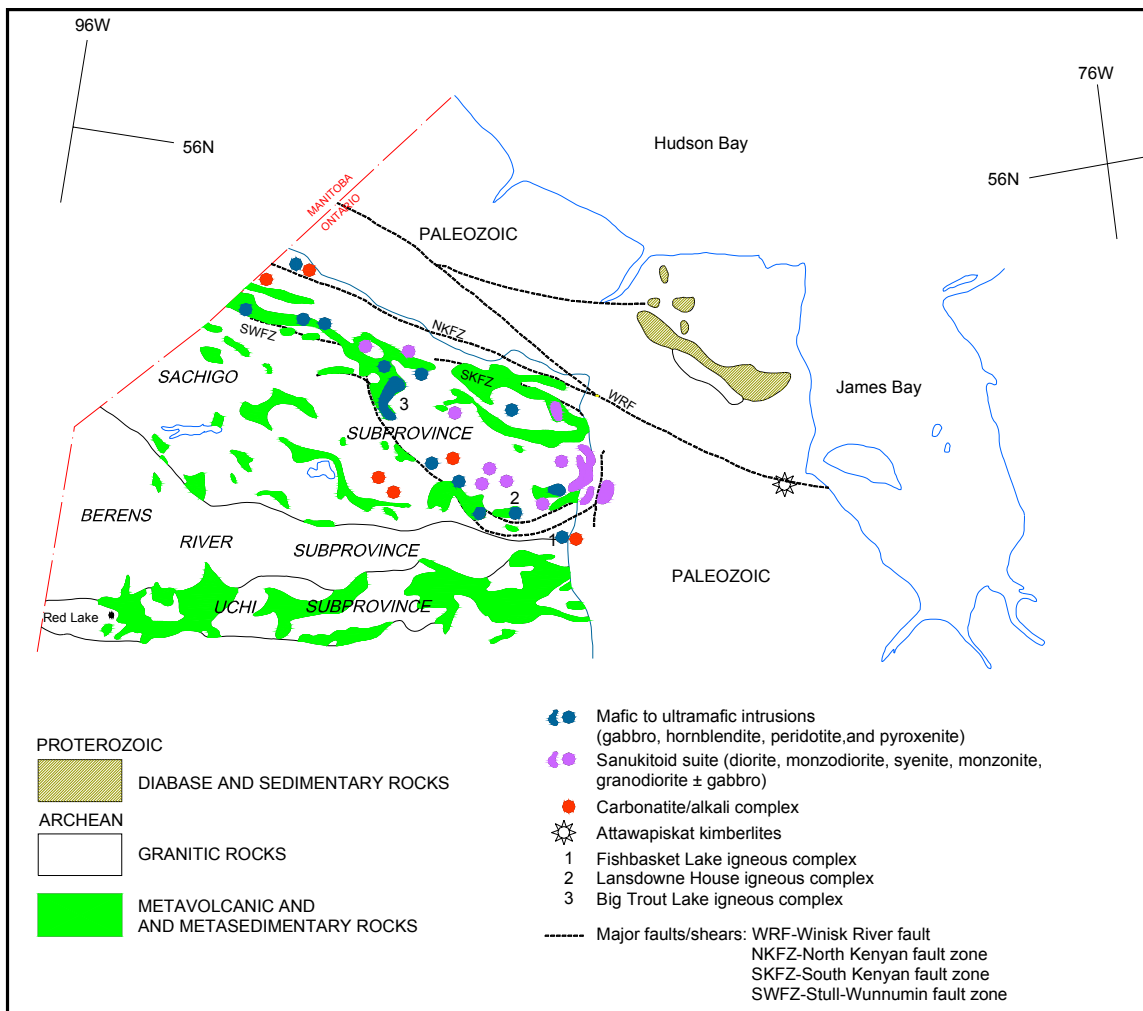 96W
76W
56N
Hudson Bay
56N
MANITOBA
ONTARIO
PALEOZOIC
NKFZ
SWFZ
SACHIGO
SKFZ
WRF
James Bay
3
SUBPROVINCE
2
BERENS
RIVER
SUBPROVINCE
1
PALEOZOIC
UCHI
SUBPROVINCE
Red Lake
PROTEROZOIC
DIABASE AND SEDIMENTARY ROCKS
ARCHEAN
GRANITIC ROCKS
METAVOLCANIC AND
AND METASEDIMENTARY ROCKS
Mafic to ultramafic intrusions
(gabbro, hornblendite, peridotite,and pyroxenite)
Sanukitoid suite (diorite, monzodiorite, syenite, monzonite,
granodiorite ± gabbro)
Carbonatite/alkali complex
Attawapiskat kimberlites
1 Fishbasket Lake igneous complex
2 Lansdowne House igneous complex
3 Big Trout Lake igneous complex
Major faults/shears: WRF-Winisk River fault
NKFZ-North Kenyan fault zone
SKFZ-South Kenyan fault zone
SWFZ-Stull-Wunnumin fault zone